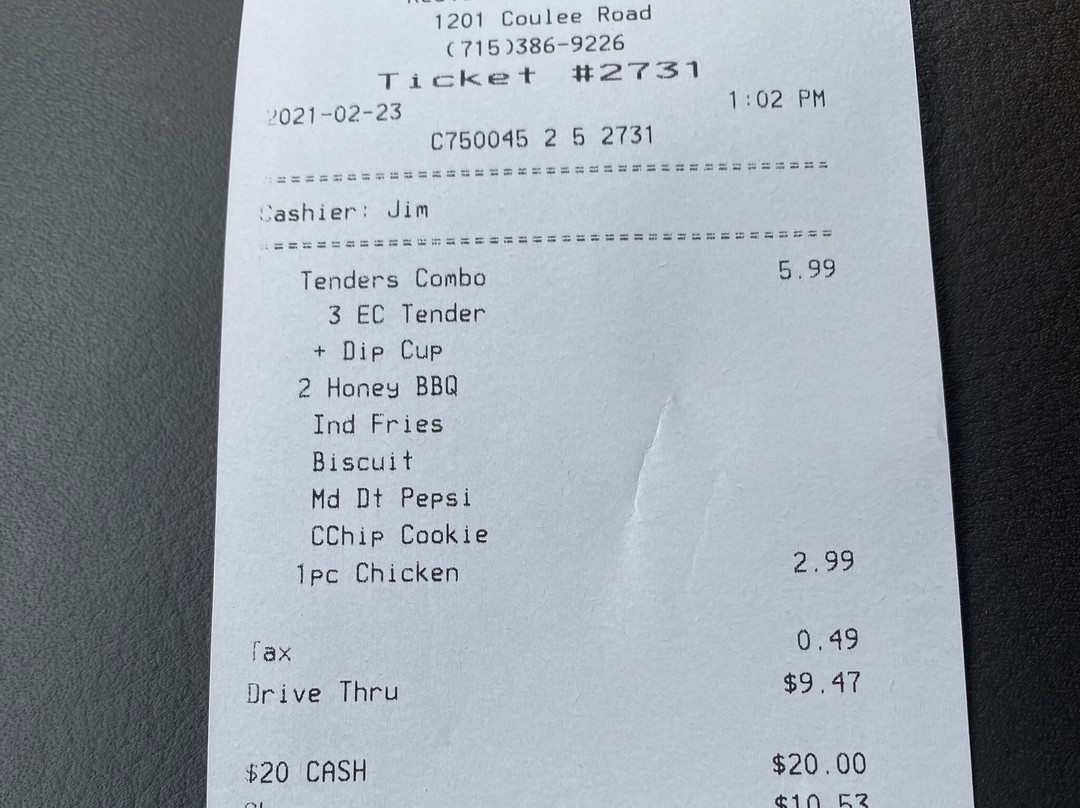 1201 Coulee Road
(715)386-9226
Ticket #2731
2021-02-23 1:02 PM
C750045 2 5 2731
========================================
Cashier: Jim
========================================
Tenders Combo 5.99
3 EC Tender
+ Dip Cup
2 Honey BBQ
Ind Fries
Biscuit
Md Dt Pepsi
CChip Cookie
1pc Chicken 2.99
Tax 0.49
Drive Thru $9.47
$20 CASH $20.00
$10.53